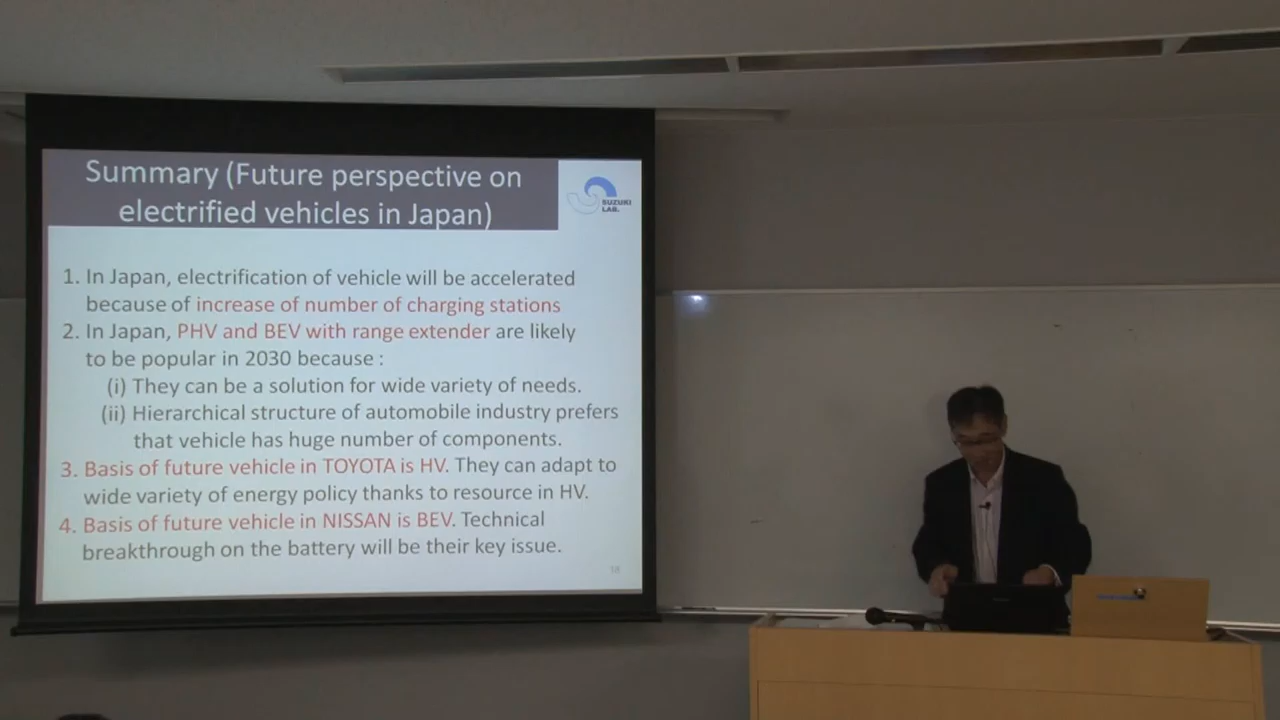 Summary (Future perspective on
electrified vehicles in Japan)
SUZUKI
LAB.
1. In Japan, electrification of vehicle will be accelerated
because of increase of number of charging stations
2. In Japan, PHV and BEV with range extender are likely
to be popular in 2030 because :
(i) They can be a solution for wide variety of needs.
(ii) Hierarchical structure of automobile industry prefers
that vehicle has huge number of components.
3. Basis of future vehicle in TOYOTA is HV. They can adapt to
wide variety of energy policy thanks to resource in HV.
4. Basis of future vehicle in NISSAN is BEV. Technical
breakthrough on the battery will be their key issue.
18